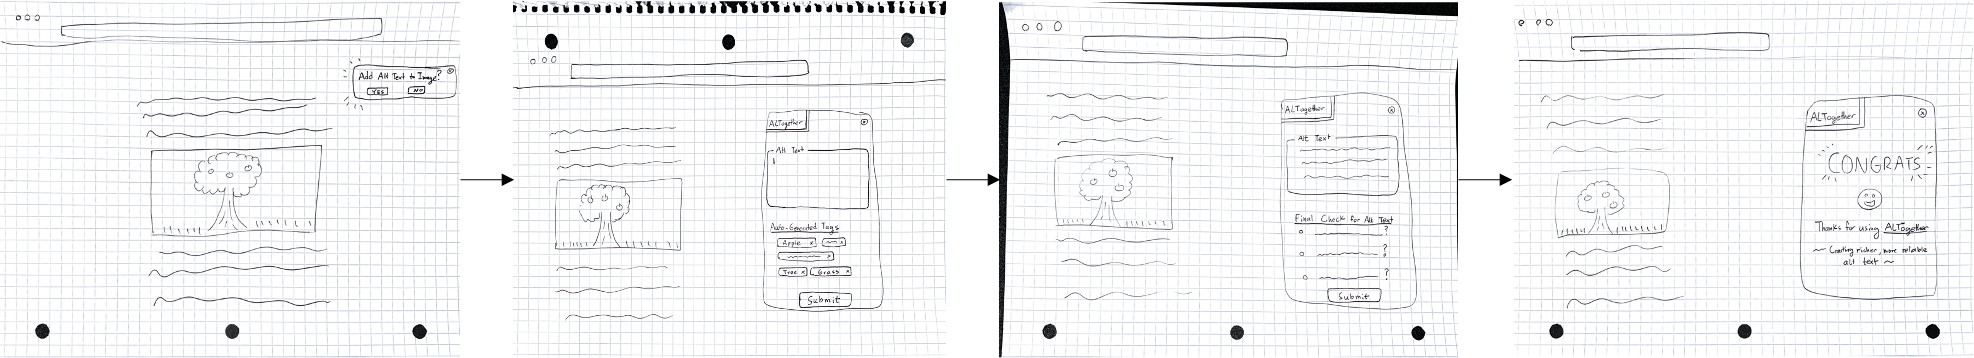 Add Alt Text to Image?
YES
NO
ALTogether
Alt Text
Auto-Generated Tags
Apple x
x
x
Tree x
Grass x
Submit
ALTogether
Alt Text
Final Check for Alt Text
?
?
?
Submit
ALTogether
CONGRATS
Thanks for using ALTogether
~ Creating richer, more reliable
alt text ~